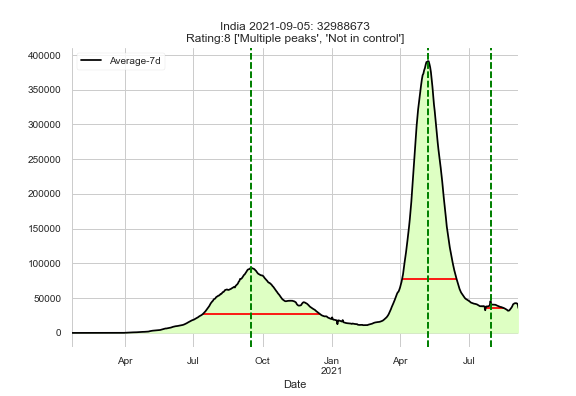 India 2021-09-05: 32988673
Rating:8 ['Multiple peaks', 'Not in control']
Average-7d
400000
350000
300000
250000
200000
150000
100000
50000
0
Apr Jul Oct Jan Apr Jul
2021
Date